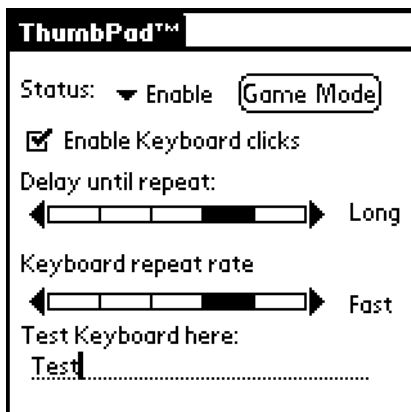 ThumbPad™
Status: Enable Game Mode
Enable Keyboard clicks
Delay until repeat:
Long
Keyboard repeat rate
Fast
Test Keyboard here:
Test